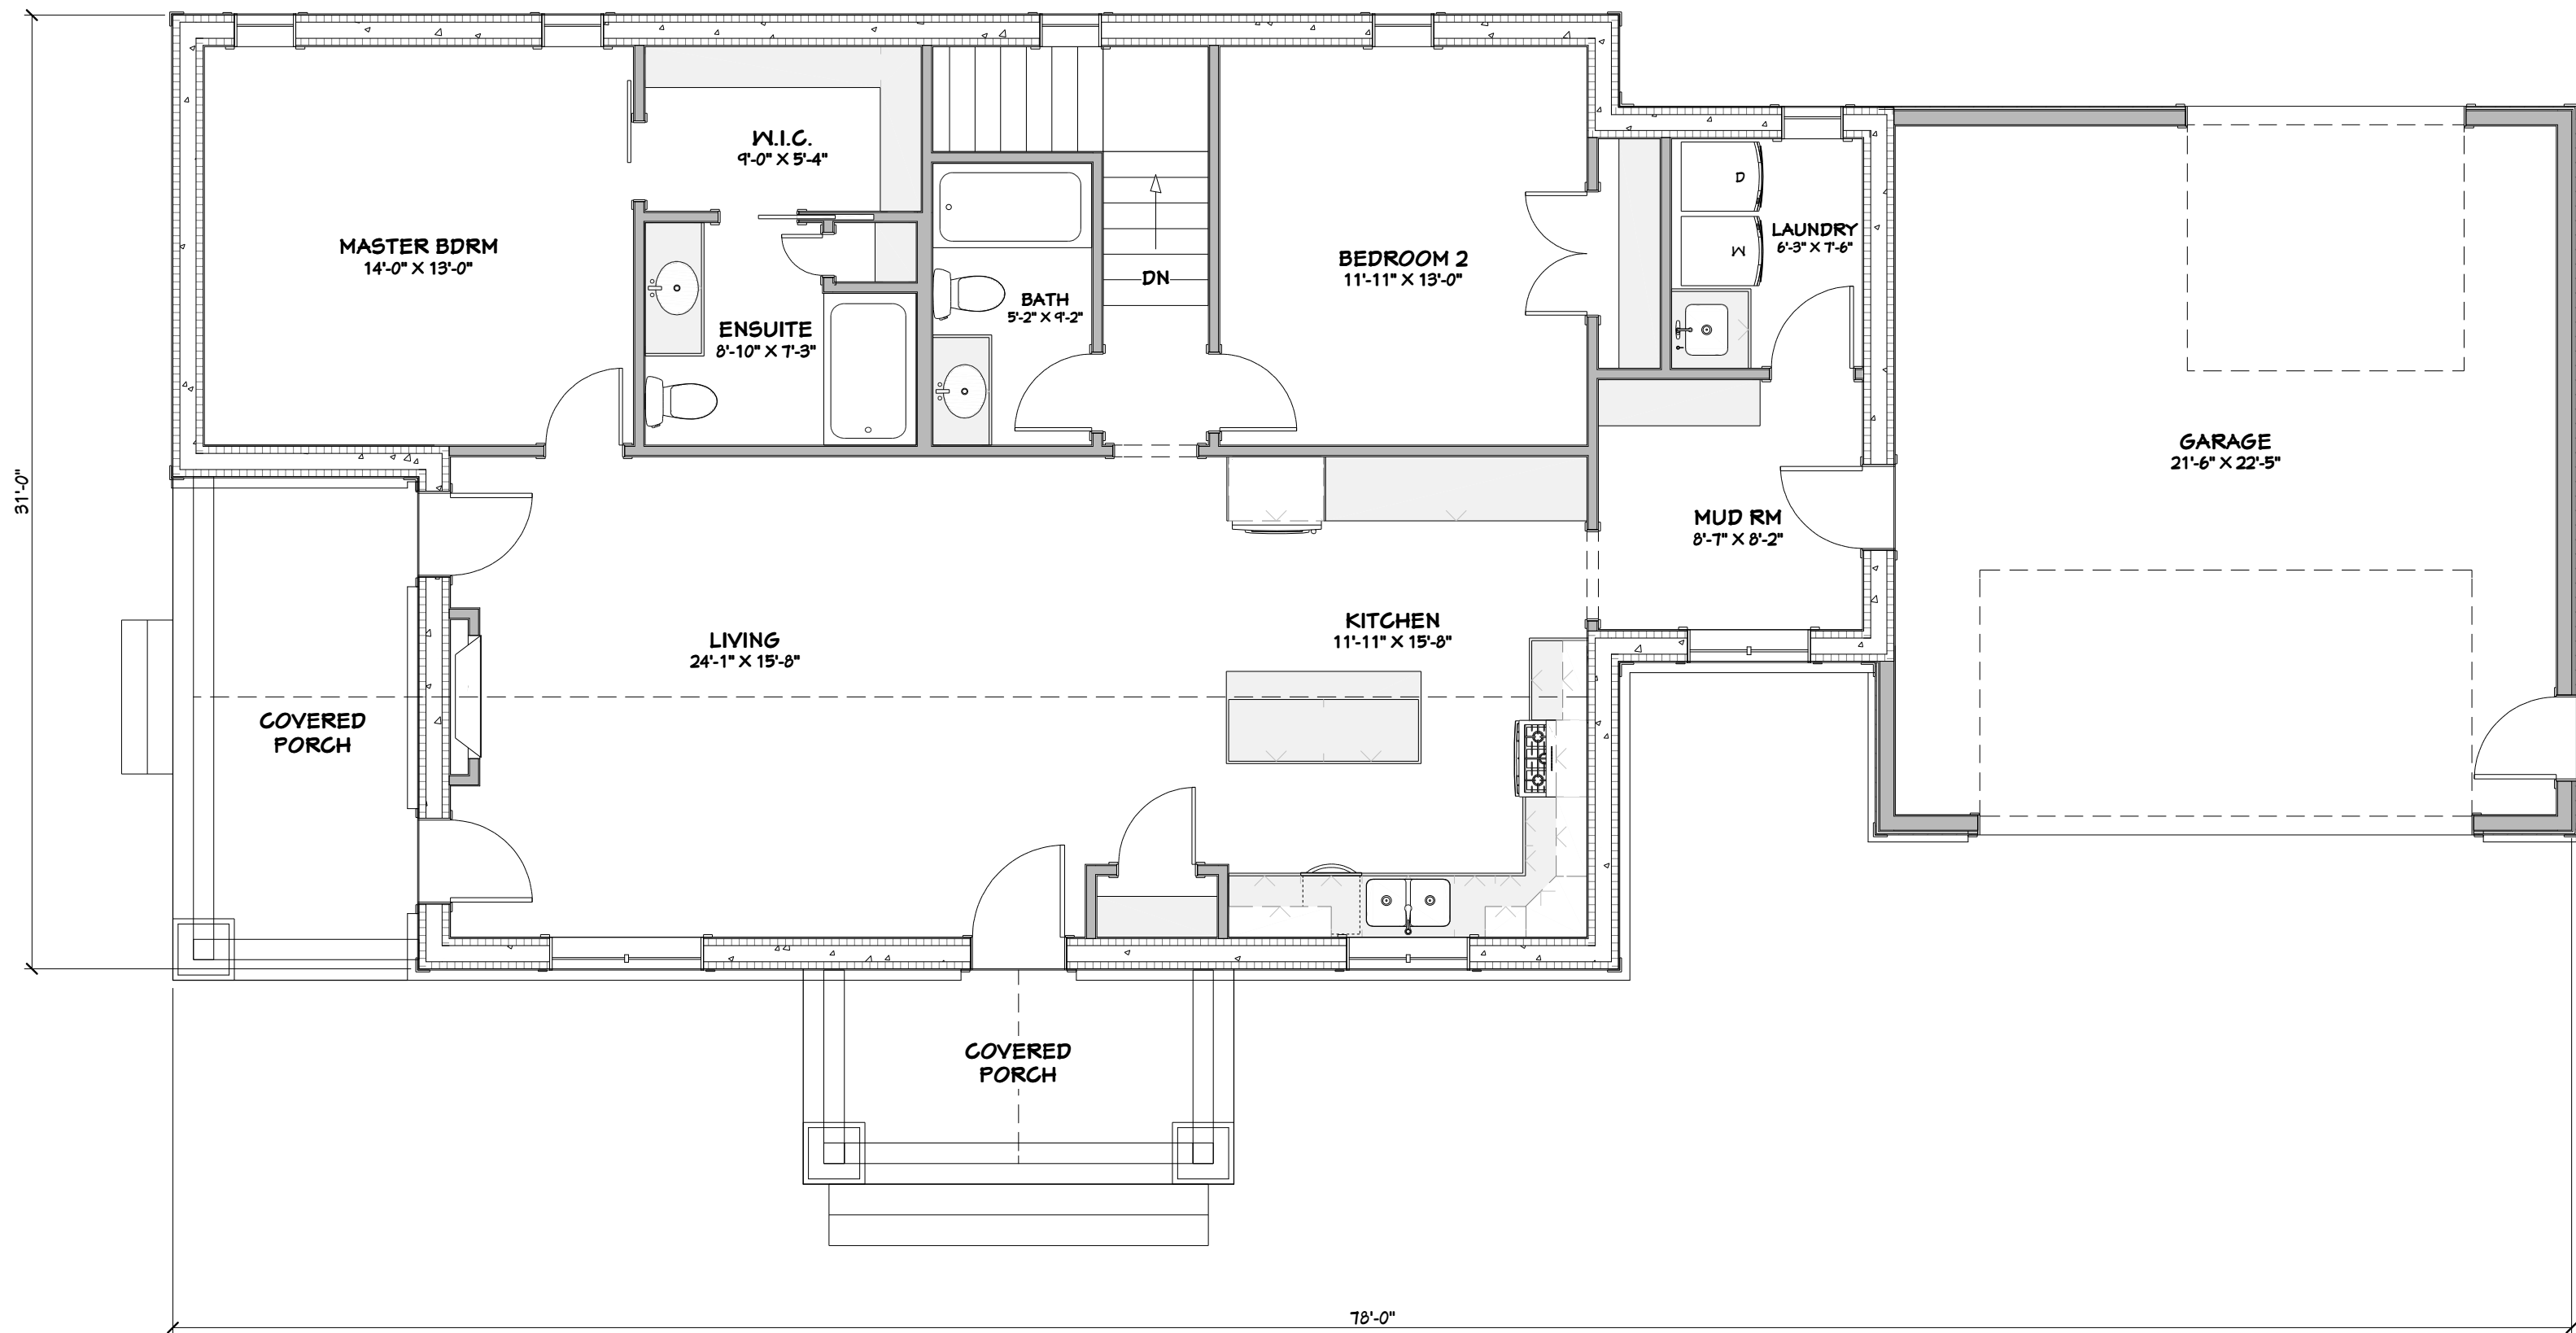 W.I.C.
9'-0" X 5'-4"
MASTER BDRM
14'-0" X 13'-0"
ENSUITE
8'-10" X 7'-3"
BATH
5'-2" X 9'-2"
DN
BEDROOM 2
11'-11" X 13'-0"
D
W
LAUNDRY
6'-3" X 7'-6"
GARAGE
21'-6" X 22'-5"
MUD RM
8'-7" X 8'-2"
31'-0"
LIVING
24'-1" X 15'-8"
KITCHEN
11'-11" X 15'-8"
COVERED
PORCH
COVERED
PORCH
78'-0"